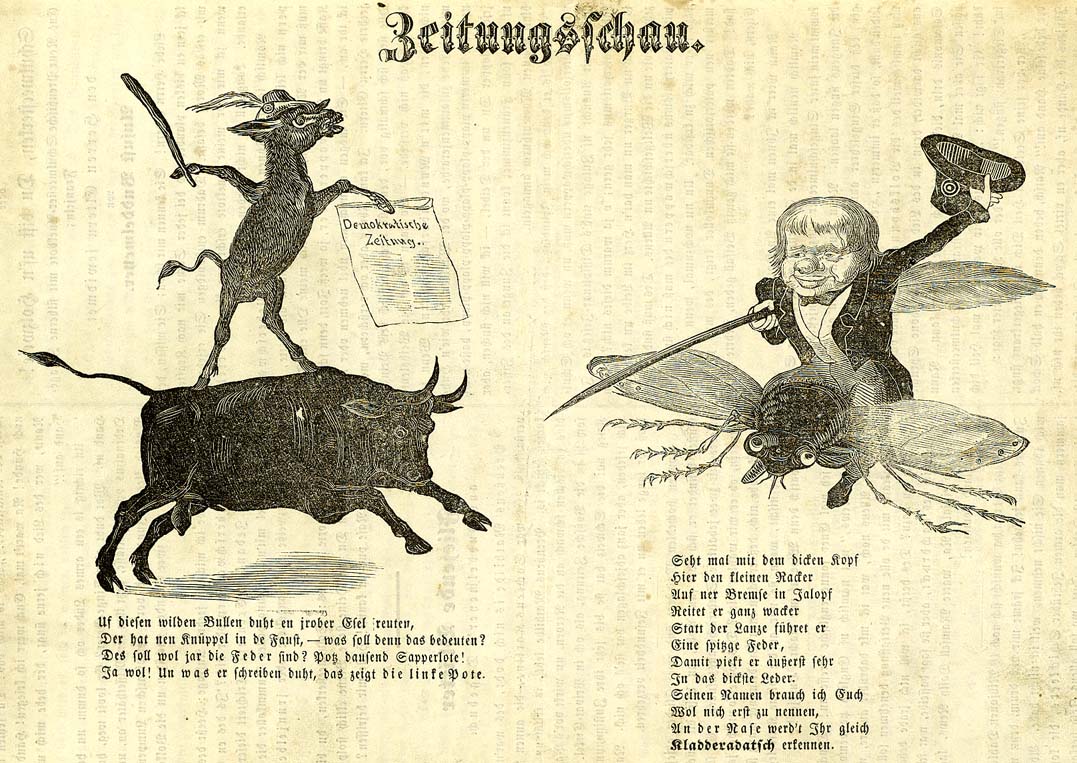 Zeitungsschau.
Demokratische
Zeitung.
Uf diesen wilden Bullen duht en jrober Esel reuten,
Der hat nen Knüppel in de Faust, — was soll denn das bedeuten?
Des soll wol jar die Feder sind? Potz dausend Sapperlote!
Ja wol! Un was er schreiben duht, das zeigt die linke Pote.
Seht mal mit dem dicken Kopf
Hier den kleinen Racker
Auf ner Bremse in Jalopf
Reitet er ganz wacker
Statt der Lanze führet er
Eine spitzge Feder,
Damit piekt er äußerst sehr
In das dickste Leder.
Seinen Namen brauch ich Euch
Wol nich erst zu nennen,
An der Nase werd't Ihr gleich
Kladderadatsch erkennen.